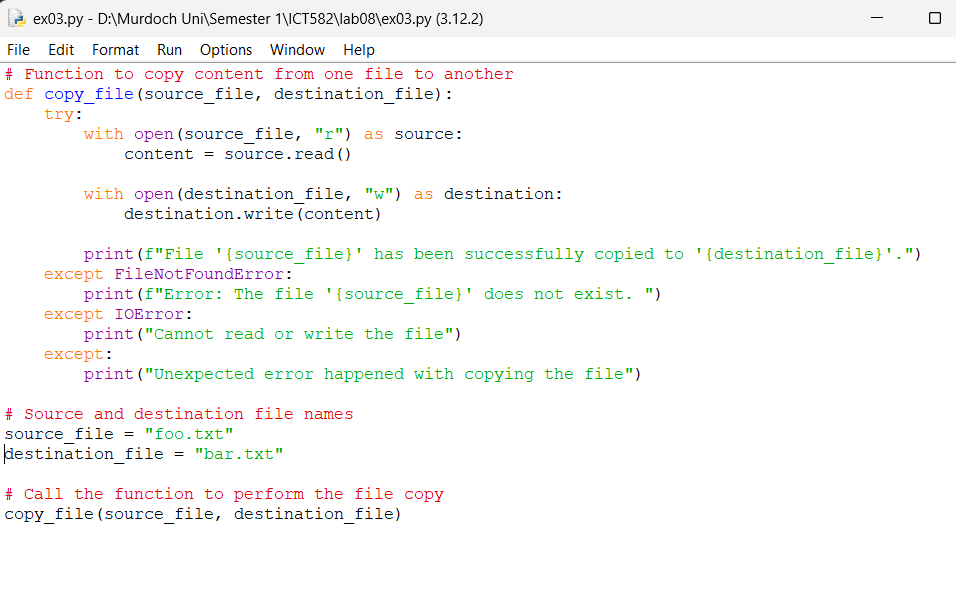 ex03.py - D:\Murdoch Uni\Semester 1\ICT582\lab08\ex03.py (3.12.2)
File Edit Format Run Options Window Help
# Function to copy content from one file to another
def copy_file(source_file, destination_file):
    try:
        with open(source_file, "r") as source:
            content = source.read()

        with open(destination_file, "w") as destination:
            destination.write(content)

        print(f"File '{source_file}' has been successfully copied to '{destination_file}'.")
    except FileNotFoundError:
        print(f"Error: The file '{source_file}' does not exist. ")
    except IOError:
        print("Cannot read or write the file")
    except:
        print("Unexpected error happened with copying the file")

# Source and destination file names
source_file = "foo.txt"
destination_file = "bar.txt"

# Call the function to perform the file copy
copy_file(source_file, destination_file)